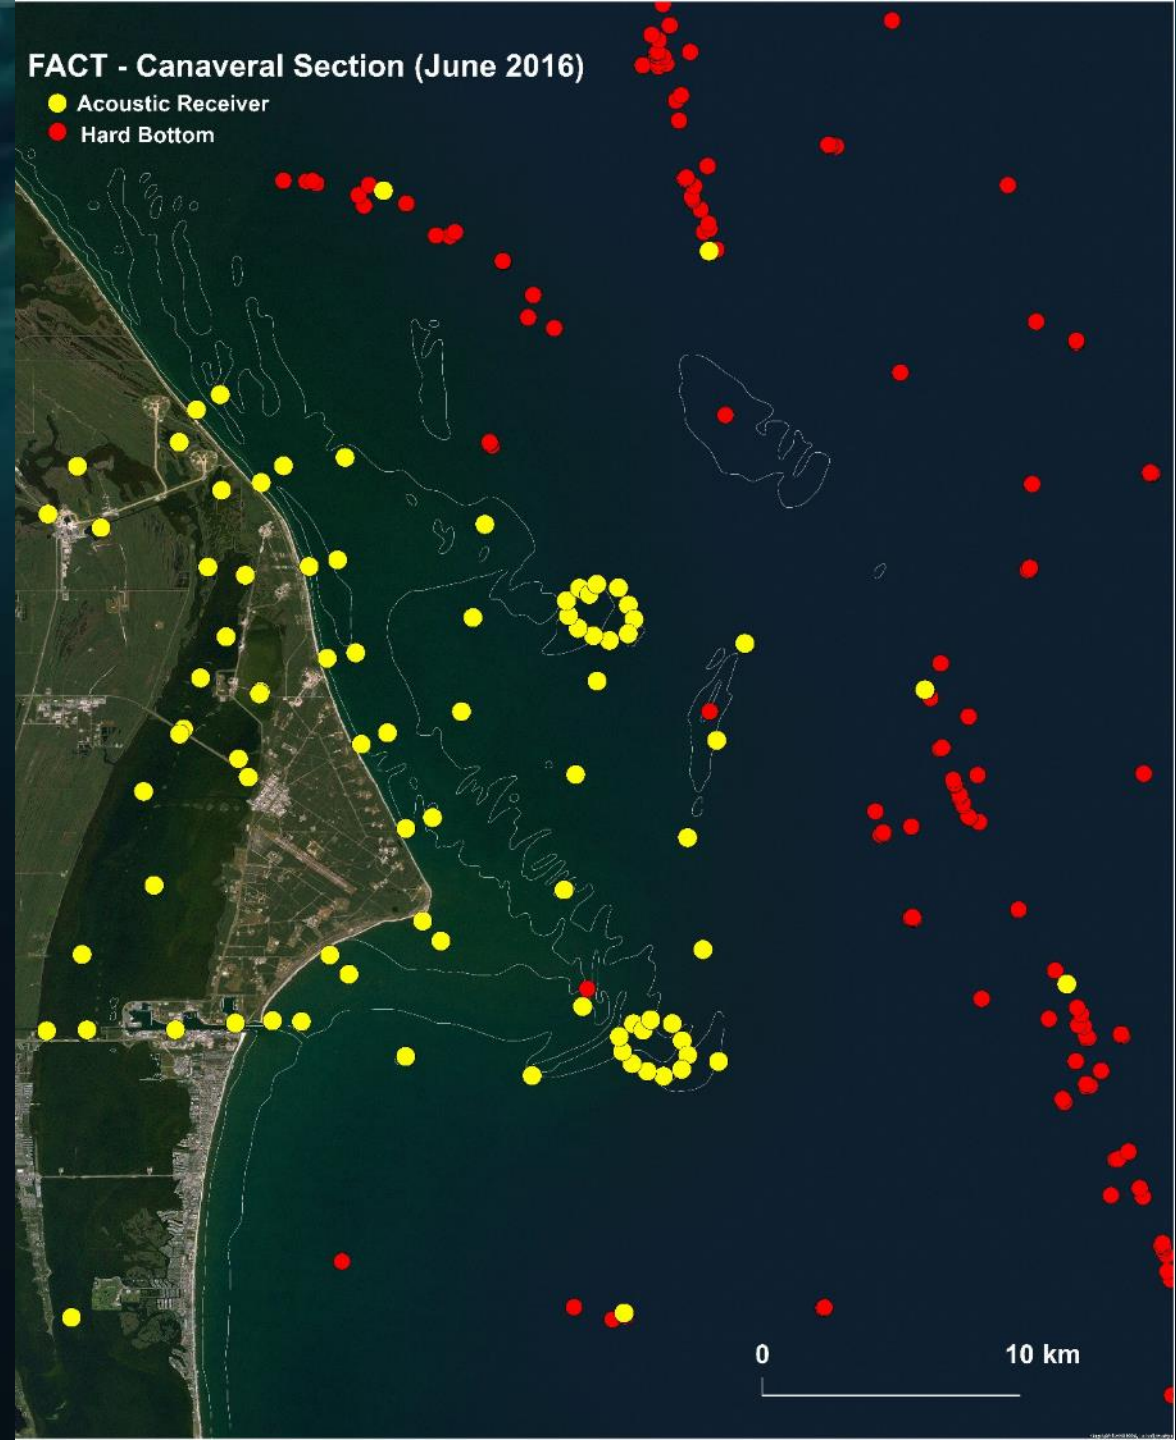 FACT - Canaveral Section (June 2016)
Acoustic Receiver
Hard Bottom
0 10 km